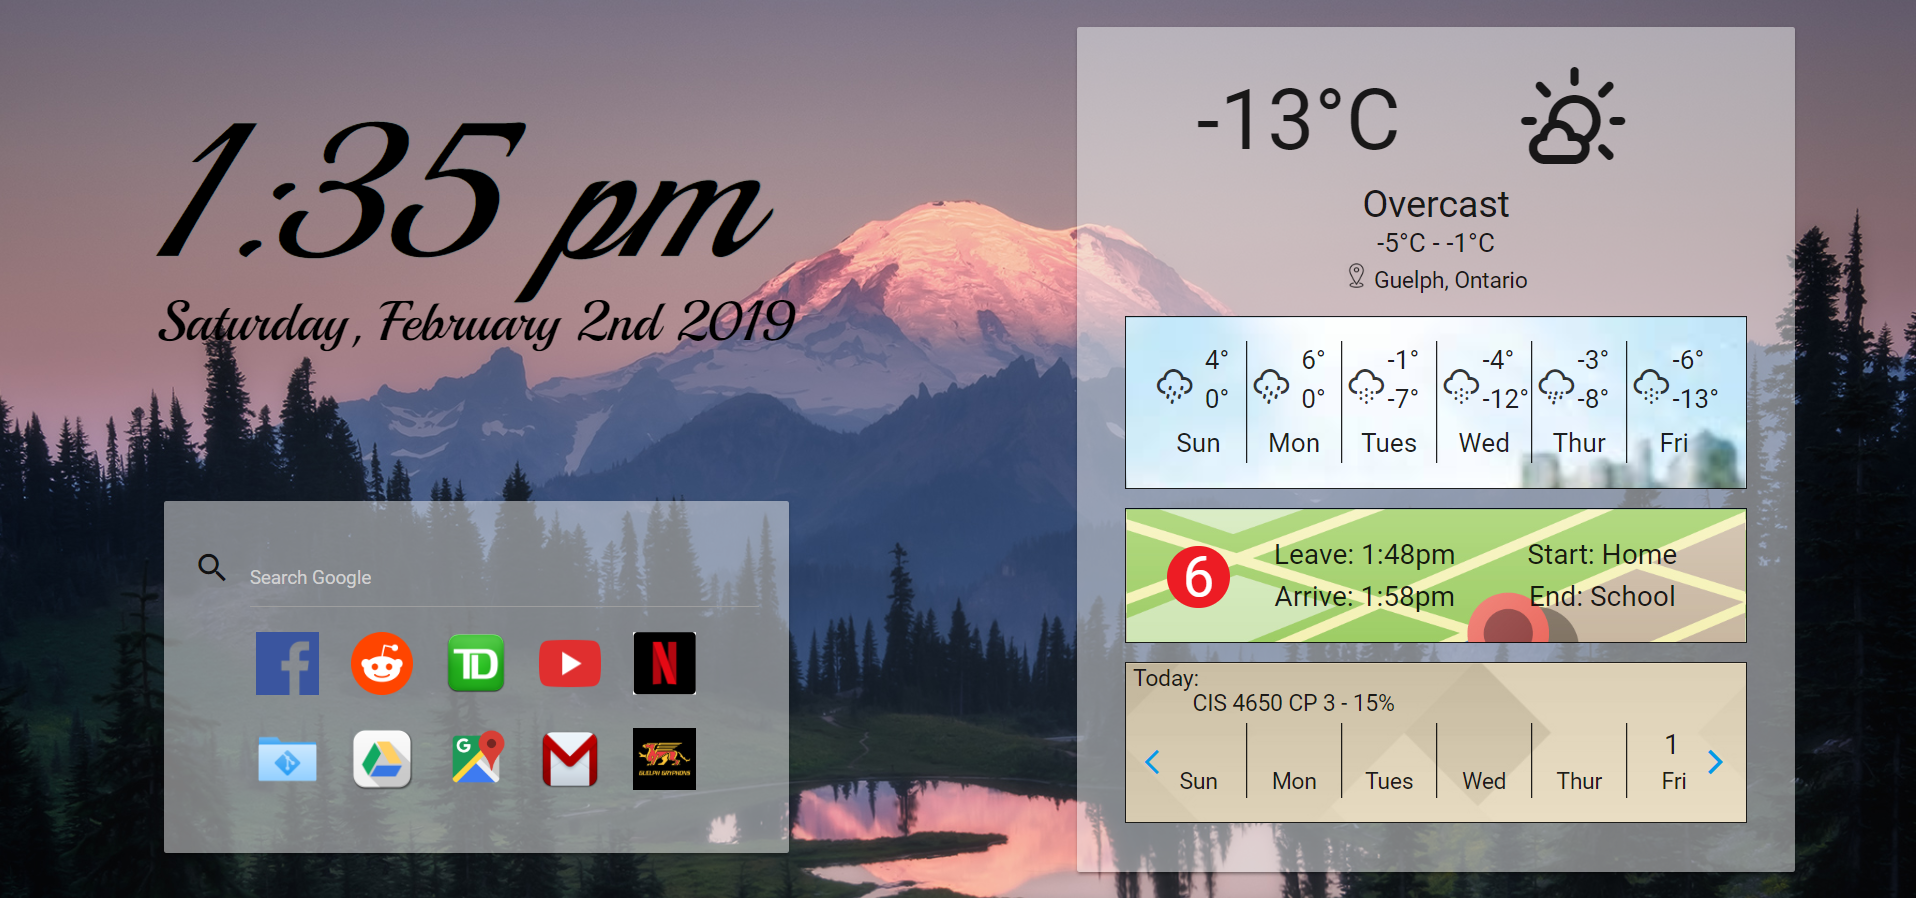 1:35 pm
Saturday, February 2nd 2019
Search Google
f
TD
N
G
M
GUELPH GRYPHONS
-13°C
Overcast
-5°C - -1°C
Guelph, Ontario
4° 6° -1° -4° -3° -6°
0° 0° -7° -12° -8° -13°
Sun Mon Tues Wed Thur Fri
6
Leave: 1:48pm Start: Home
Arrive: 1:58pm End: School
Today:
CIS 4650 CP 3 - 15%
1
Sun Mon Tues Wed Thur Fri